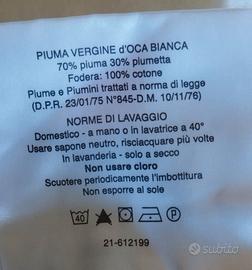 PIUMA VERGINE d'OCA BIANCA
70% piuma 30% piumetta
Fodera: 100% cotone
Piume e Piumini trattati a norma di legge
(D.P.R. 23/01/75 N°845-D.M. 10/11/76)
NORME DI LAVAGGIO
Domestico - a mano o in lavatrice a 40°
Usare sapone neutro, risciacquare più volte
In lavanderia - solo a secco
Non usare cloro
Scuotere periodicamente l'imbottitura
Non esporre al sole
40 P
21-612199
subito